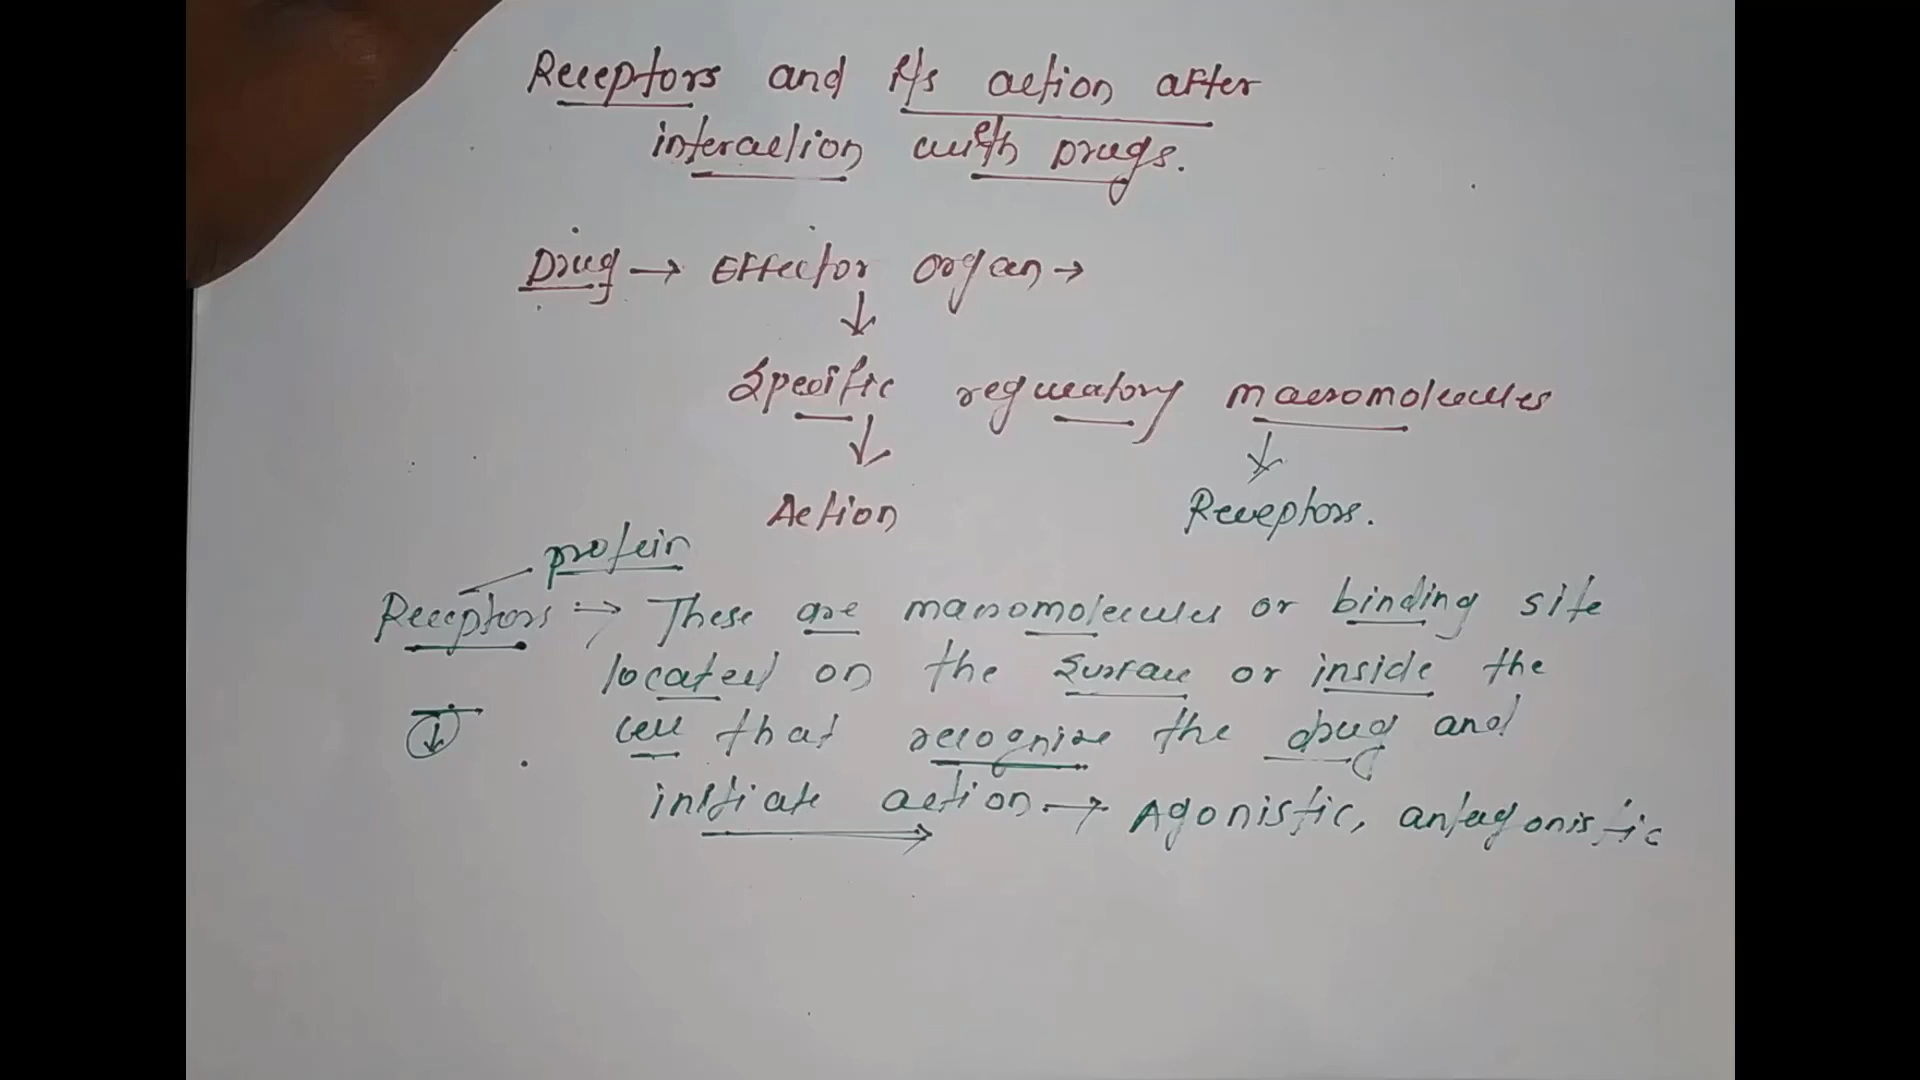 Receptors and its action after
interaction with Drugs.
Drug → Effector organ →
↓
Specific regulatory macromolecules
↓ ↓
Action Receptors.
protein
Receptors :→ These are macromolecules or binding site
located on the surface or inside the
↓ cell that recognize the drug and
initiate action → Agonistic, antagonistic